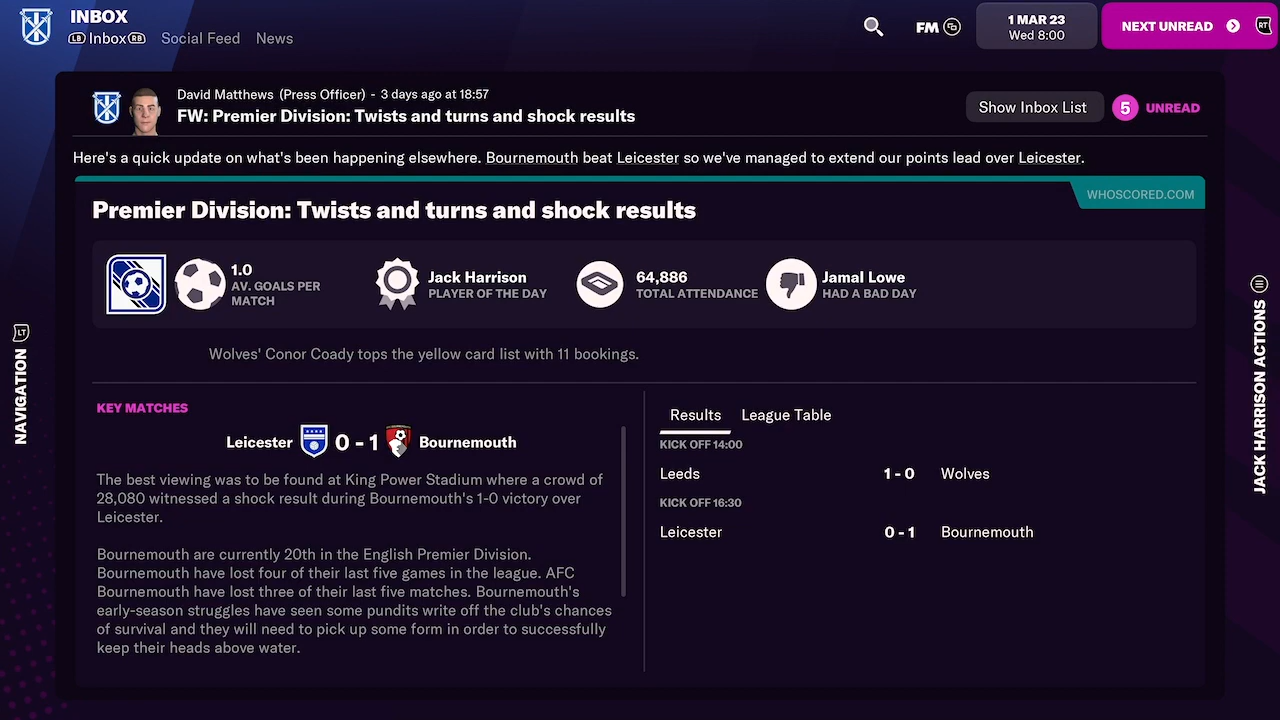 INBOX
LB Inbox RB Social Feed News
FM
1 MAR 23
Wed 8:00
NEXT UNREAD
RT
David Matthews (Press Officer) - 3 days ago at 18:57
FW: Premier Division: Twists and turns and shock results
Show Inbox List
5 UNREAD
Here's a quick update on what's been happening elsewhere. Bournemouth beat Leicester so we've managed to extend our points lead over Leicester.
WHOSCORED.COM
Premier Division: Twists and turns and shock results
1.0
AV. GOALS PER
MATCH
Jack Harrison
PLAYER OF THE DAY
64,886
TOTAL ATTENDANCE
Jamal Lowe
HAD A BAD DAY
Wolves' Conor Coady tops the yellow card list with 11 bookings.
KEY MATCHES
Leicester 0 - 1 Bournemouth
The best viewing was to be found at King Power Stadium where a crowd of
28,080 witnessed a shock result during Bournemouth's 1-0 victory over
Leicester.
Bournemouth are currently 20th in the English Premier Division.
Bournemouth have lost four of their last five games in the league. AFC
Bournemouth have lost three of their last five matches. Bournemouth's
early-season struggles have seen some pundits write off the club's chances
of survival and they will need to pick up some form in order to successfully
keep their heads above water.
Results League Table
KICK OFF 14:00
Leeds 1 - 0 Wolves
KICK OFF 16:30
Leicester 0 - 1 Bournemouth
NAVIGATION LT
JACK HARRISON ACTIONS